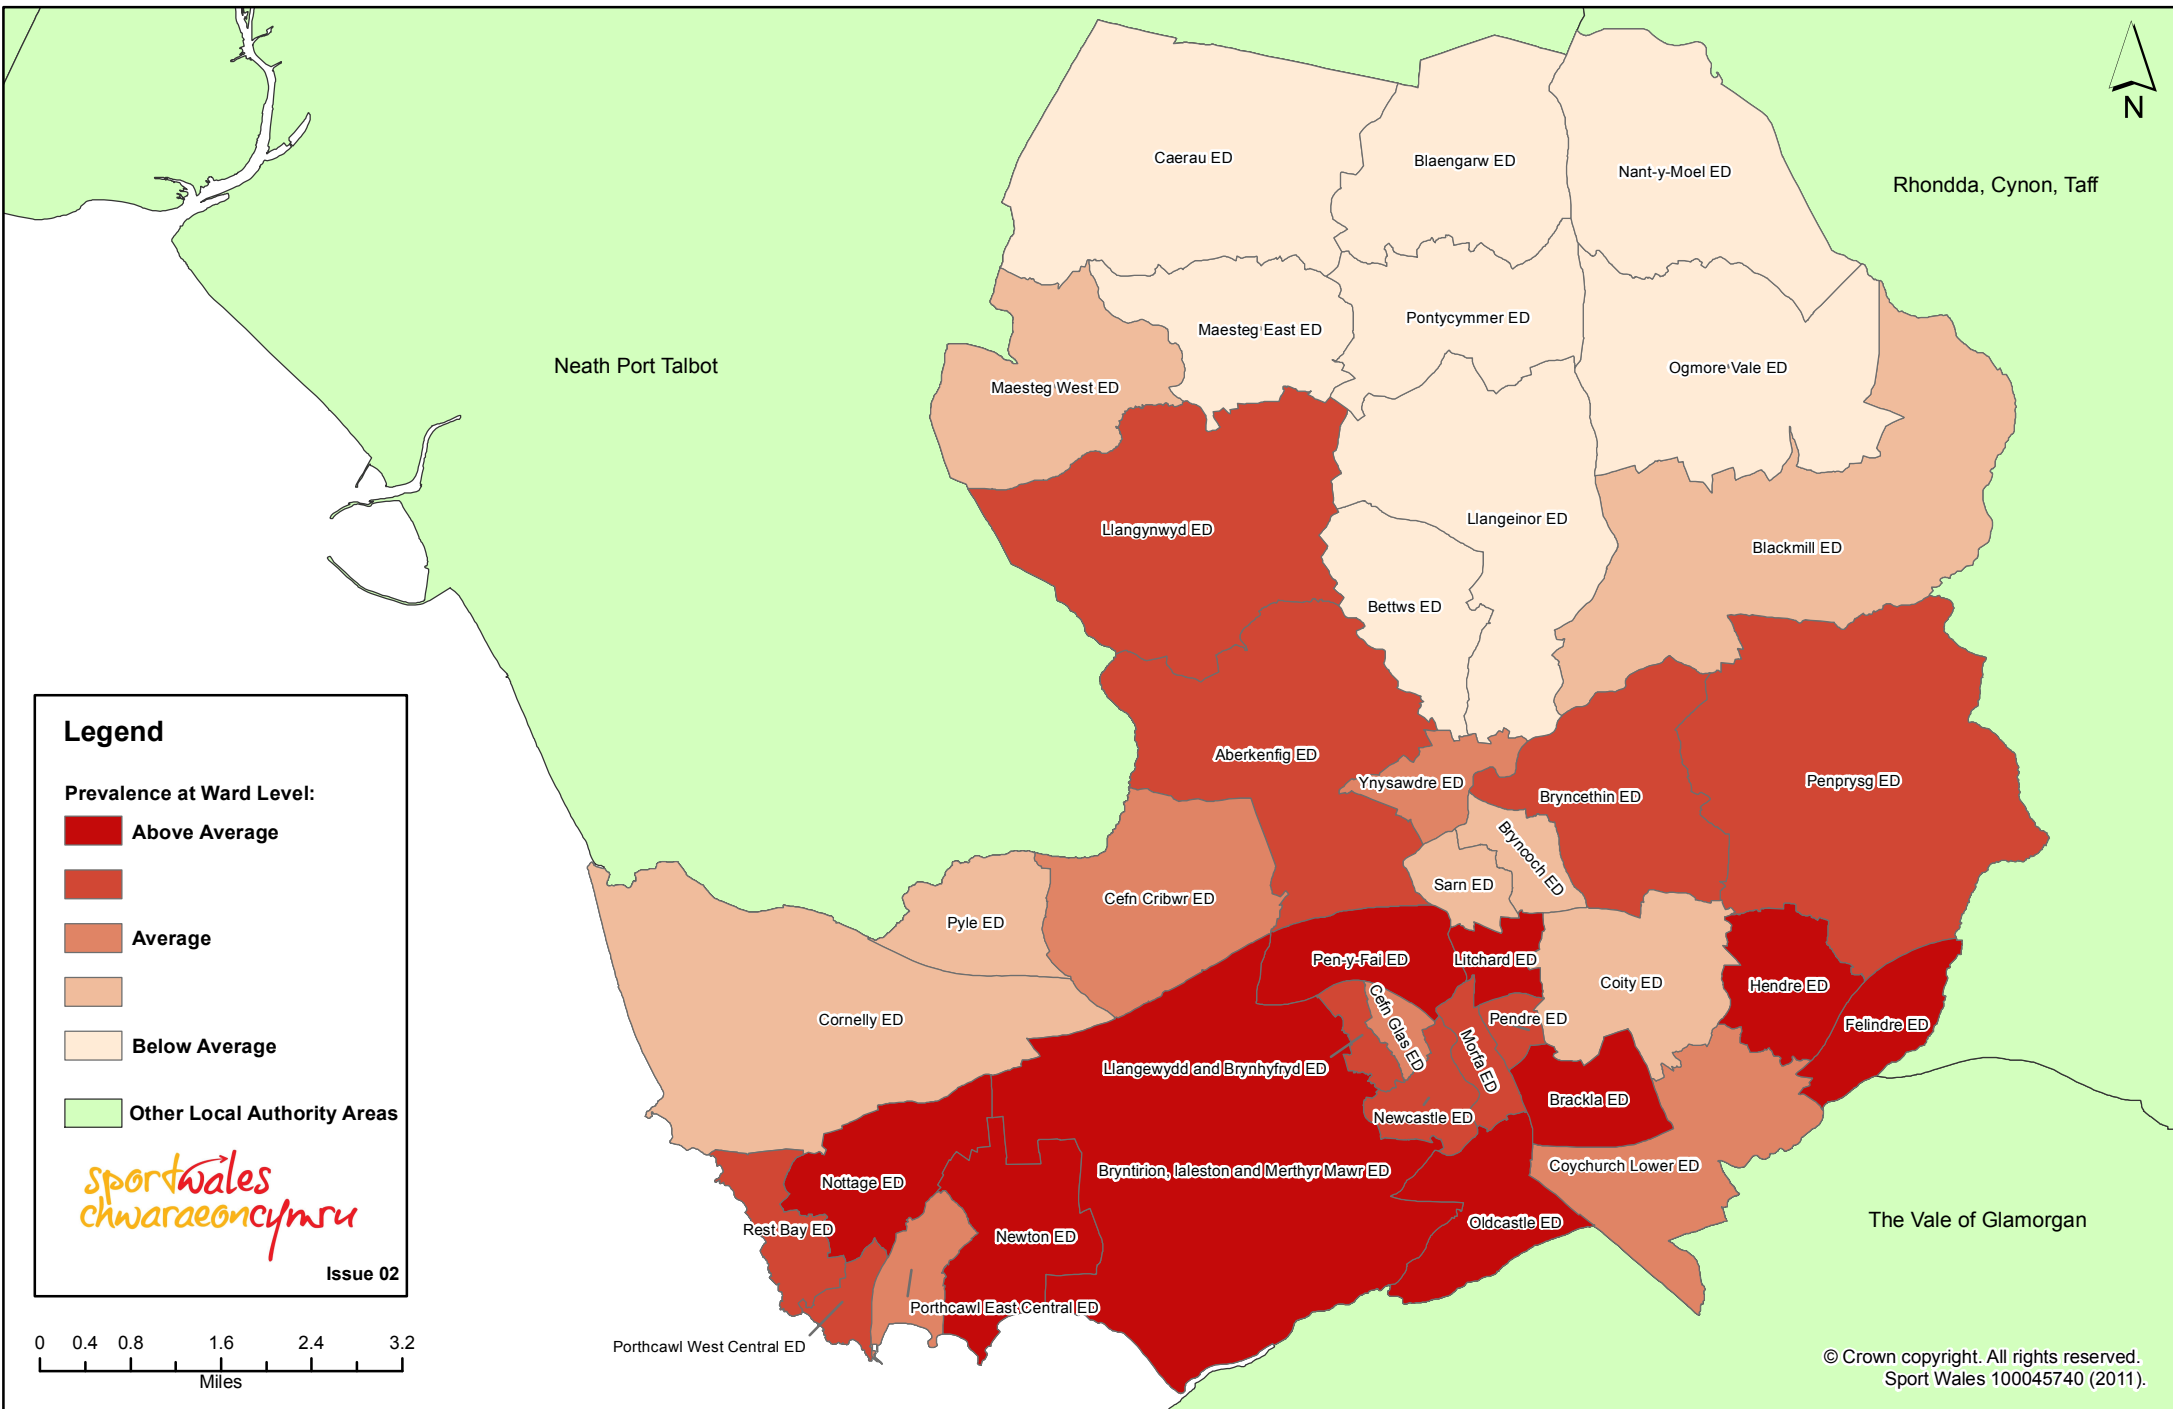 N
Caerau ED
Blaengarw ED
Nant-y-Moel ED
Rhondda, Cynon, Taff
Maesteg East ED
Pontycymmer ED
Neath Port Talbot
Ogmore Vale ED
Maesteg West ED
Llangynwyd ED
Llangeinor ED
Blackmill ED
Bettws ED
Aberkenfig ED
Ynysawdre ED
Bryncethin ED
Penprysg ED
Bryncoch ED
Sarn ED
Cefn Cribwr ED
Pyle ED
Pen-y-Fai ED
Litchard ED
Coity ED
Hendre ED
Cornelly ED
Cefn Glas ED
Pendre ED
Felindre ED
Morfa ED
Llangewydd and Brynhyfryd ED
Brackla ED
Newcastle ED
Bryntirion, laleston and Merthyr Mawr ED
Coychurch Lower ED
Nottage ED
Rest Bay ED
Newton ED
Oldcastle ED
The Vale of Glamorgan
Porthcawl East Central ED
Porthcawl West Central ED
Legend
Prevalence at Ward Level:
Above Average
Average
Below Average
Other Local Authority Areas
sportwales
chwaraeoncymru
Issue 02
0 0.4 0.8 1.6 2.4 3.2
Miles
© Crown copyright. All rights reserved.
Sport Wales 100045740 (2011).